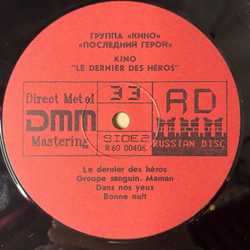 ГРУППА «КИНО»
«ПОСЛЕДНИЙ ГЕРОЙ»
KINO
"LE DERNIER DES HÉROS"
Direct Metal
DMM
Mastering
33
SIDE 2
R60 00406
RD
RUSSIAN DISC
Le dernier des héros
Groupe sanguin. Maman
Dans nos yeux
Bonne nuit